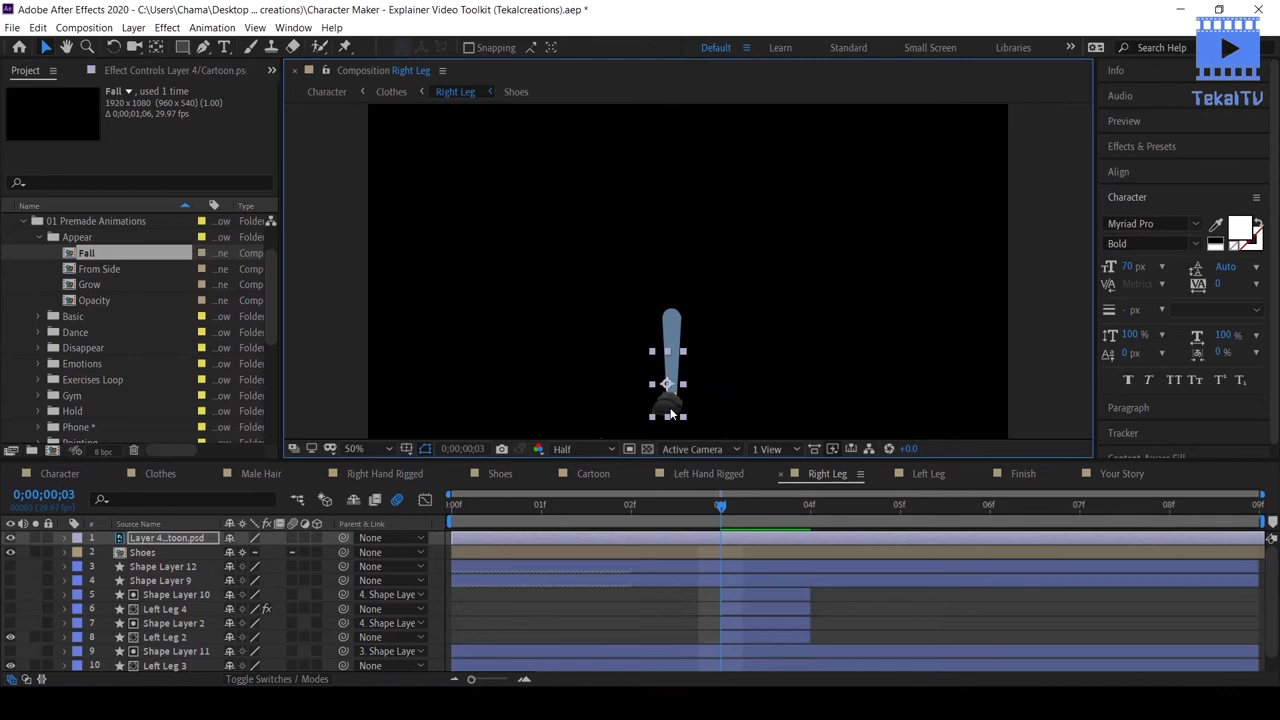 Adobe After Effects 2020 - C:\Users\Chama\Desktop ... creations)\Character Maker - Explainer Video Toolkit (Tekalcreations).aep *
File Edit Composition Layer Effect Animation View Window Help
Snapping Default Learn Standard Small Screen Libraries Search Help
TekalTV
Project Effect Controls Layer 4/Cartoon.ps Composition Right Leg Info
Fall, used 1 time
1920 x 1080 (960 x 540) (1.00)
Δ 0;00;01;06, 29.97 fps
Character Clothes Right Leg Shoes
Audio
Preview
Effects & Presets
Align
Character
Name Type
01 Premade Animations ...ow Folder
Appear ...ow Folder
Fall ...ne Comp
From Side ...ne Comp
Grow ...ne Comp
Opacity ...ne Comp
Basic ...ow Folder
Dance ...ow Folder
Disappear ...ow Folder
Emotions ...ow Folder
Exercises Loop ...ow Folder
Gym ...ow Folder
Hold ...ow Folder
Phone * ...ow Folder
8 bpc
Myriad Pro
Bold
70 px Auto
Metrics 0
- px
100 % 100 %
0 px 0 %
T T TT Tt T¹ T₁
Paragraph
Tracker
50% 0;00;00;03 Half Active Camera 1 View +0.0
Character Clothes Male Hair Right Hand Rigged Shoes Cartoon Left Hand Rigged Right Leg Left Leg Finish Your Story
0;00;00;03
00003 (29.97 fps)
:00f 01f 02f 03f 04f 05f 06f 07f 08f 09f
# Source Name Parent & Link
1 Layer 4...toon.psd None
2 Shoes None
3 Shape Layer 12 None
4 Shape Layer 9 None
5 Shape Layer 10 4. Shape Laye
6 Left Leg 4 fx None
7 Shape Layer 2 4. Shape Laye
8 Left Leg 2 None
9 Shape Layer 11 3. Shape Laye
10 Left Leg 3 None
Toggle Switches / Modes